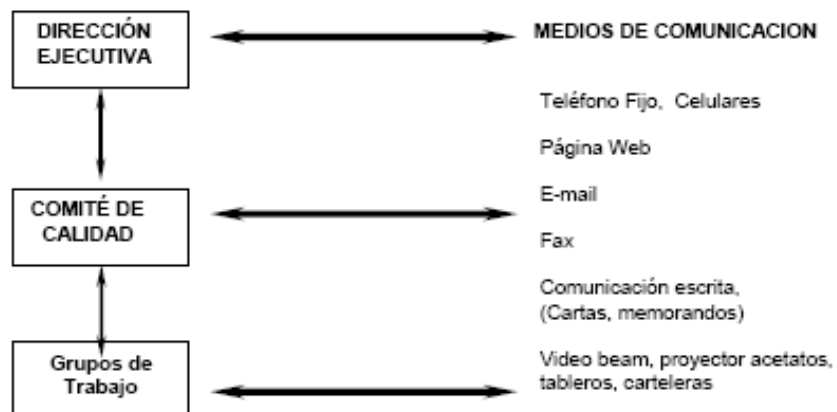 DIRECCIÓN
EJECUTIVA
MEDIOS DE COMUNICACION
Teléfono Fijo, Celulares
Página Web
COMITÉ DE
CALIDAD
E-mail
Fax
Comunicación escrita,
(Cartas, memorandos)
Grupos de
Trabajo
Video beam, proyector acetatos,
tableros, carteleras